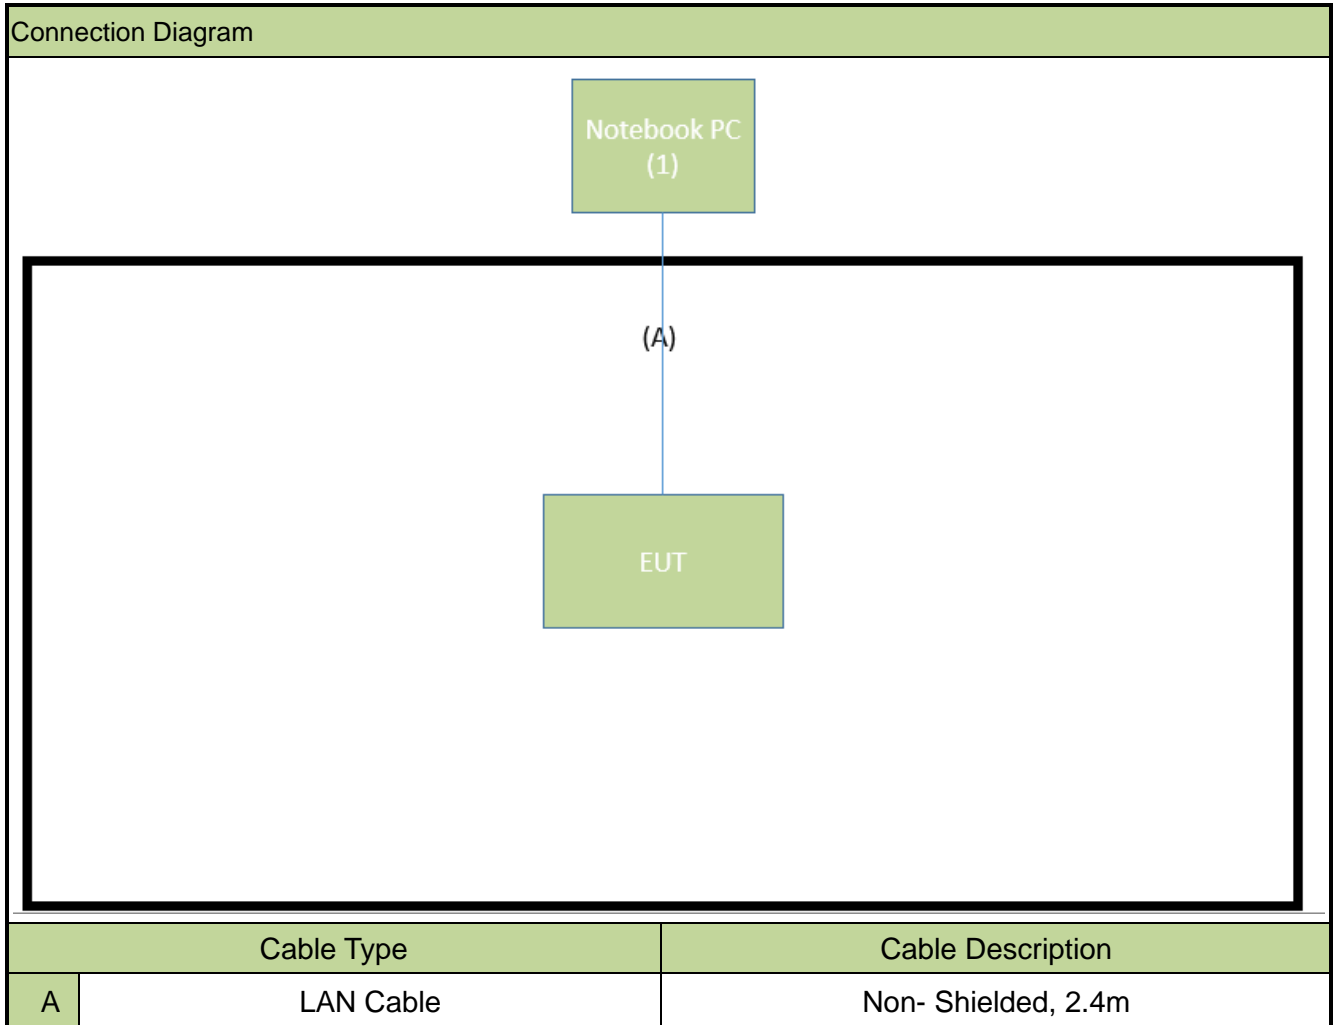 Connection Diagram
Notebook PC
(1)
(A)
EUT
Cable Type Cable Description
A LAN Cable Non- Shielded, 2.4m